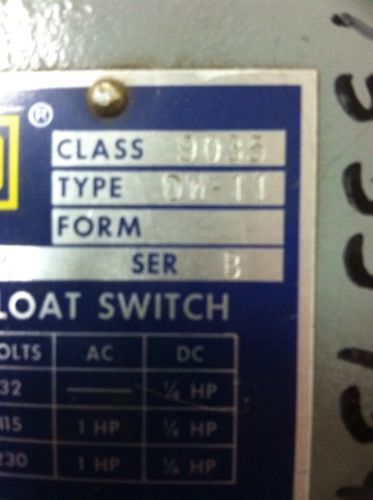 ®
CLASS 9035
TYPE DW-11
FORM
SER B
LOAT SWITCH
OLTS AC DC
32 — ¼ HP
115 1 HP ¼ HP
230 1 HP ¼ HP